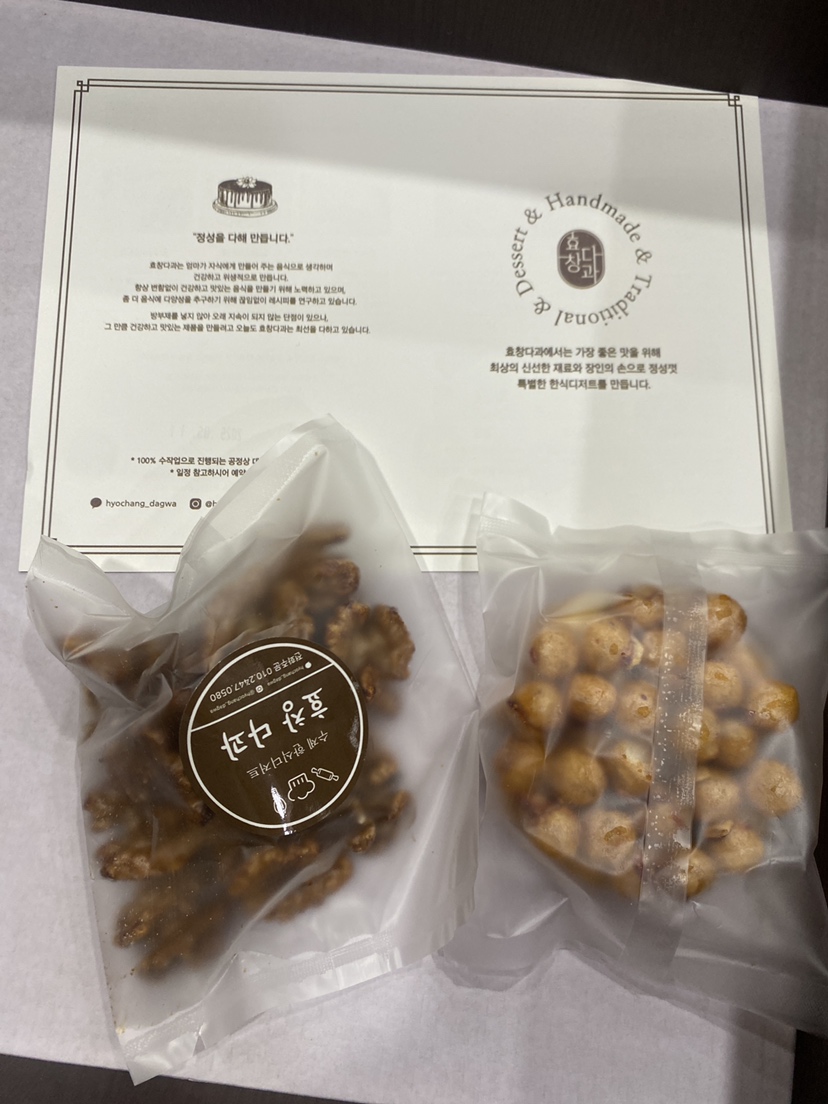 "정성을 다해 만듭니다."
효창다과는 엄마가 자식에게 만들어 주는 음식으로 생각하며
건강하고 위생적으로 만듭니다.
항상 변함없이 건강하고 맛있는 음식을 만들기 위해 노력하고 있으며,
좀 더 음식에 다양성을 추구하기 위해 끊임없이 레시피를 연구하고 있습니다.
방부제를 넣지 않아 오래 지속이 되지 않는 단점이 있으나,
그 만큼 건강하고 맛있는 제품을 만들려고 오늘도 효창다과는 최선을 다하고 있습니다.
* 100% 수작업으로 진행되는 공정상
* 일정 참고하시어
hyochang_dagwa
Handmade & Traditional & Dessert &
효창
다과
효창다과에서는 가장 좋은 맛을 위해
최상의 신선한 재료와 장인의 손으로 정성껏
특별한 한식디저트를 만듭니다.
수제 한식디저트
효창 다과
전화주문 010.2447.0580
hyochang_dagwa @hyochang_dagwa